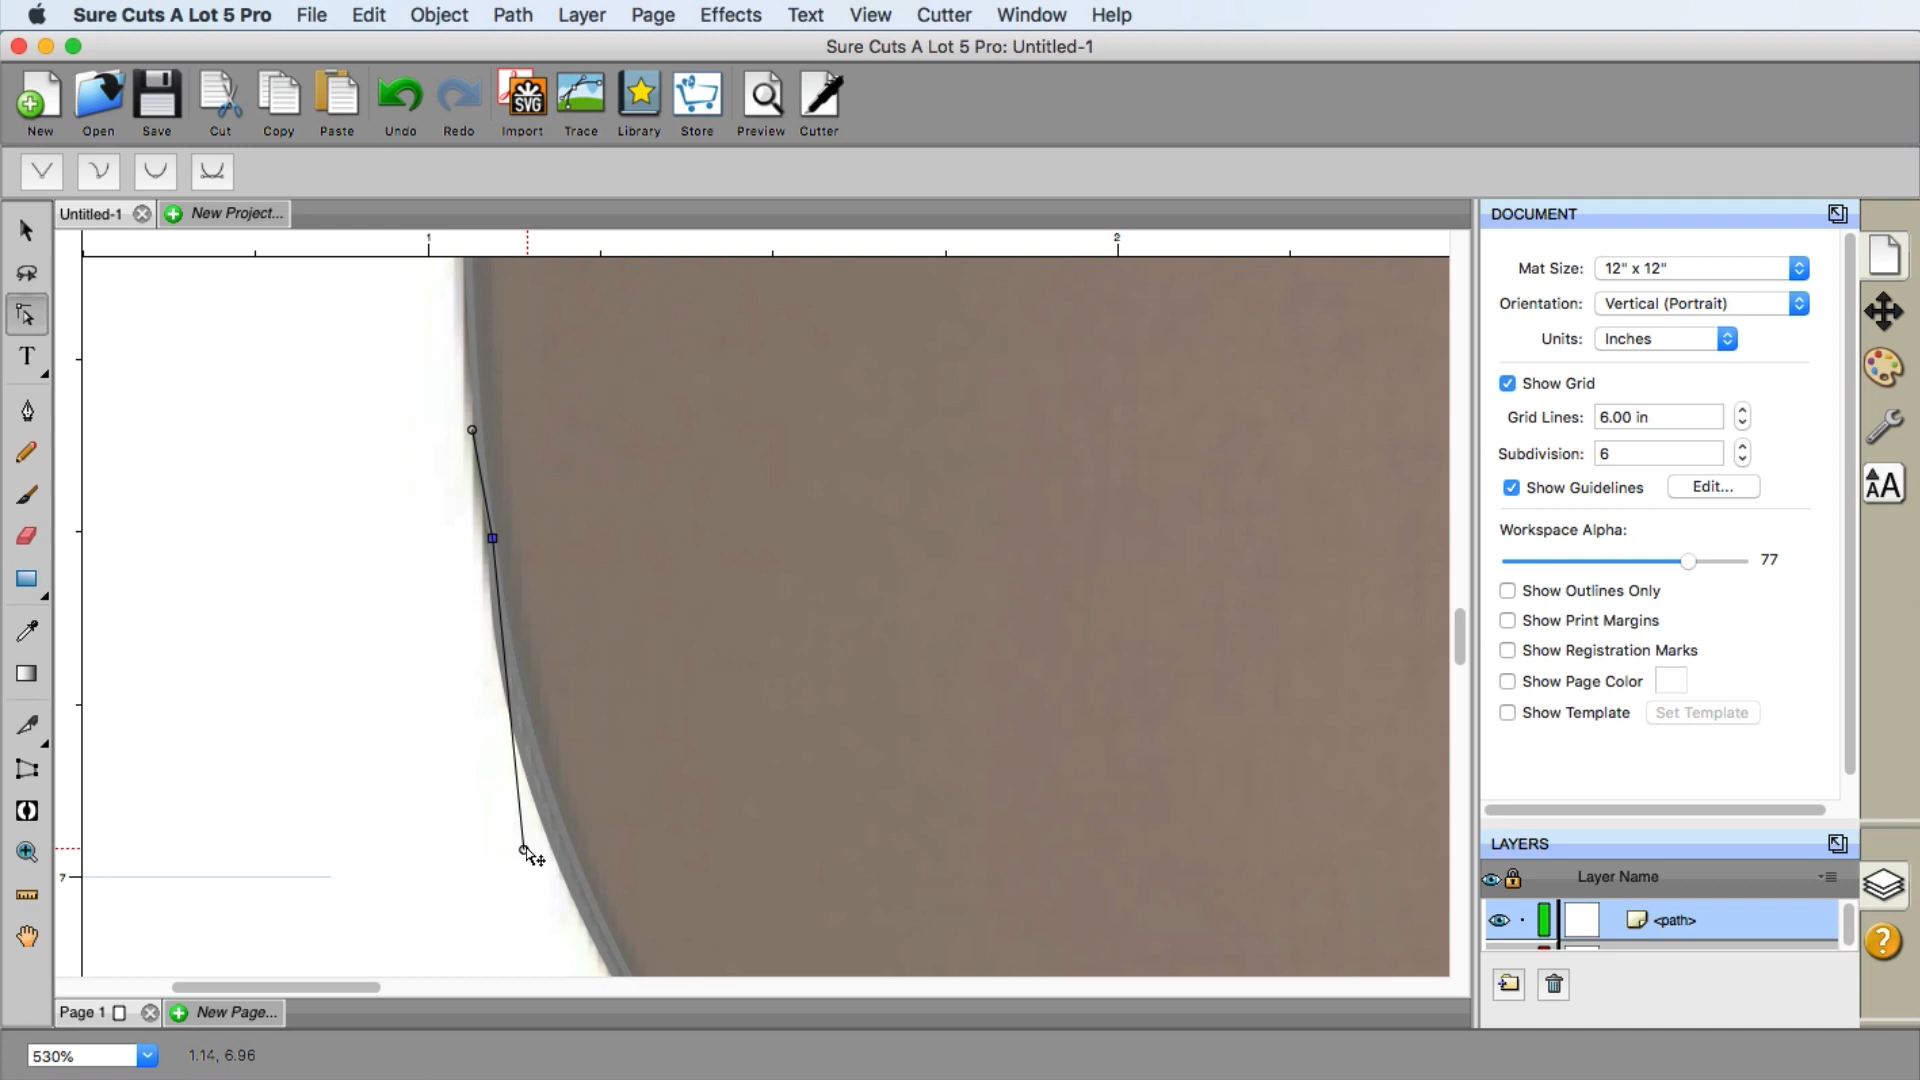 Sure Cuts A Lot 5 Pro File Edit Object Path Layer Page Effects Text View Cutter Window Help
Sure Cuts A Lot 5 Pro: Untitled-1
SVG
New Open Save Cut Copy Paste Undo Redo Import Trace Library Store Preview Cutter
Untitled-1 New Project...
1 2
7
T
DOCUMENT
Mat Size: 12" x 12"
Orientation: Vertical (Portrait)
Units: Inches
Show Grid
Grid Lines: 6.00 in
Subdivision: 6
Show Guidelines Edit...
Workspace Alpha:
77
Show Outlines Only
Show Print Margins
Show Registration Marks
Show Page Color
Show Template Set Template
AA
LAYERS
Layer Name
<path>
?
Page 1 New Page...
530% 1.14, 6.96